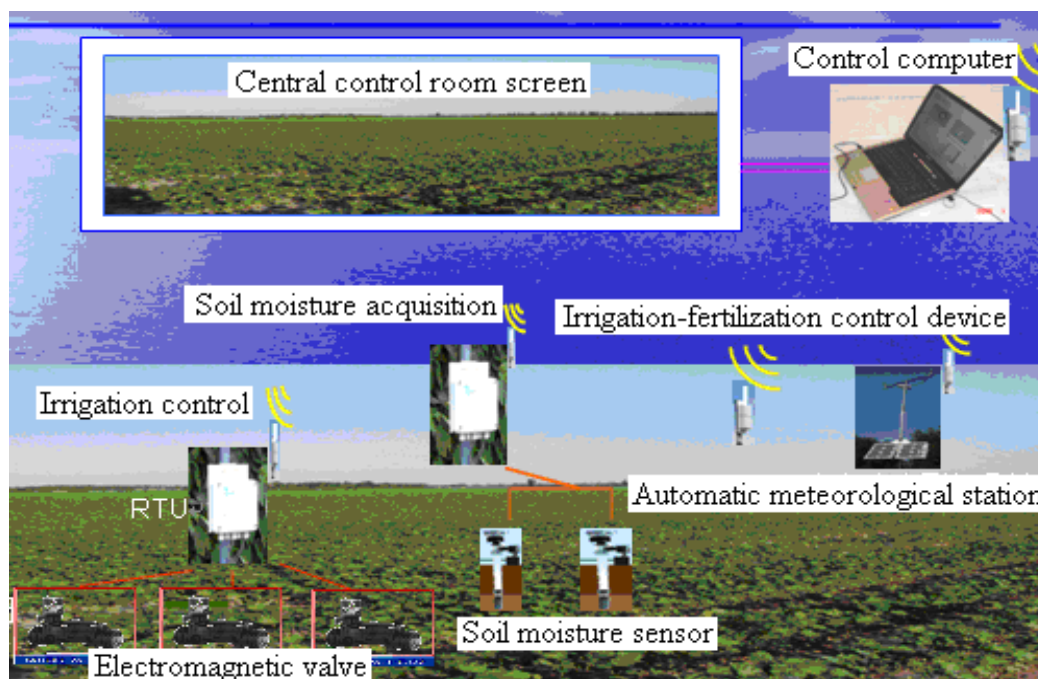 Central control room screen
Control computer
Soil moisture acquisition
Irrigation-fertilization control device
Irrigation control
RTU
Automatic meteorological station
Soil moisture sensor
Electromagnetic valve